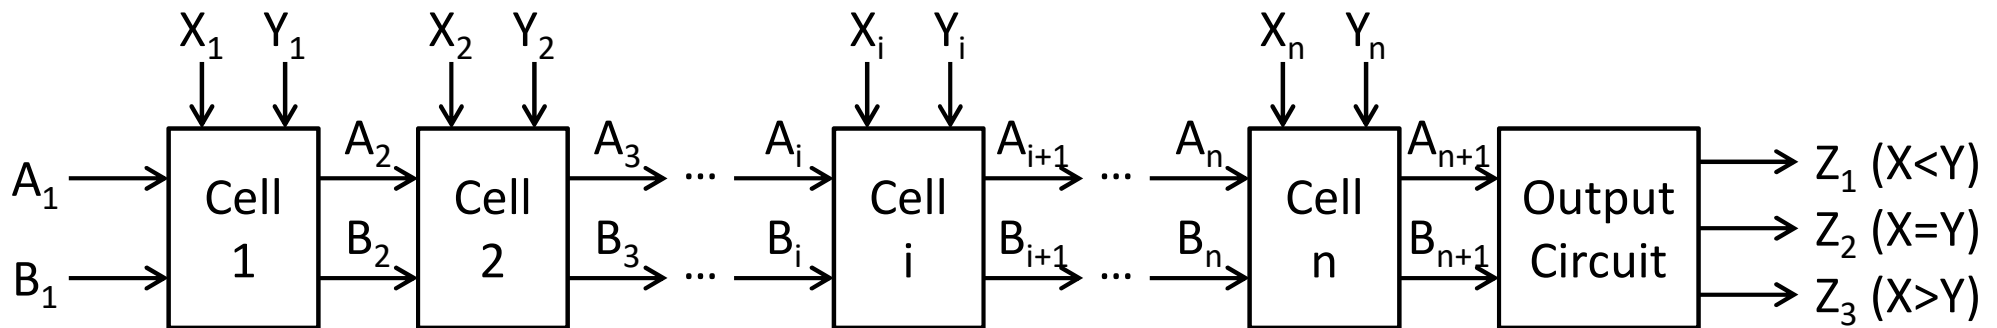 X₁ Y₁ X₂ Y₂ Xᵢ Yᵢ Xₙ Yₙ
A₁ A₂ A₃ ... Aᵢ Aᵢ₊₁ ... Aₙ Aₙ₊₁ Z₁ (X<Y)
Cell Cell Cell Cell Output Z₂ (X=Y)
1 2 i n Circuit
B₁ B₂ B₃ ... Bᵢ Bᵢ₊₁ ... Bₙ Bₙ₊₁ Z₃ (X>Y)